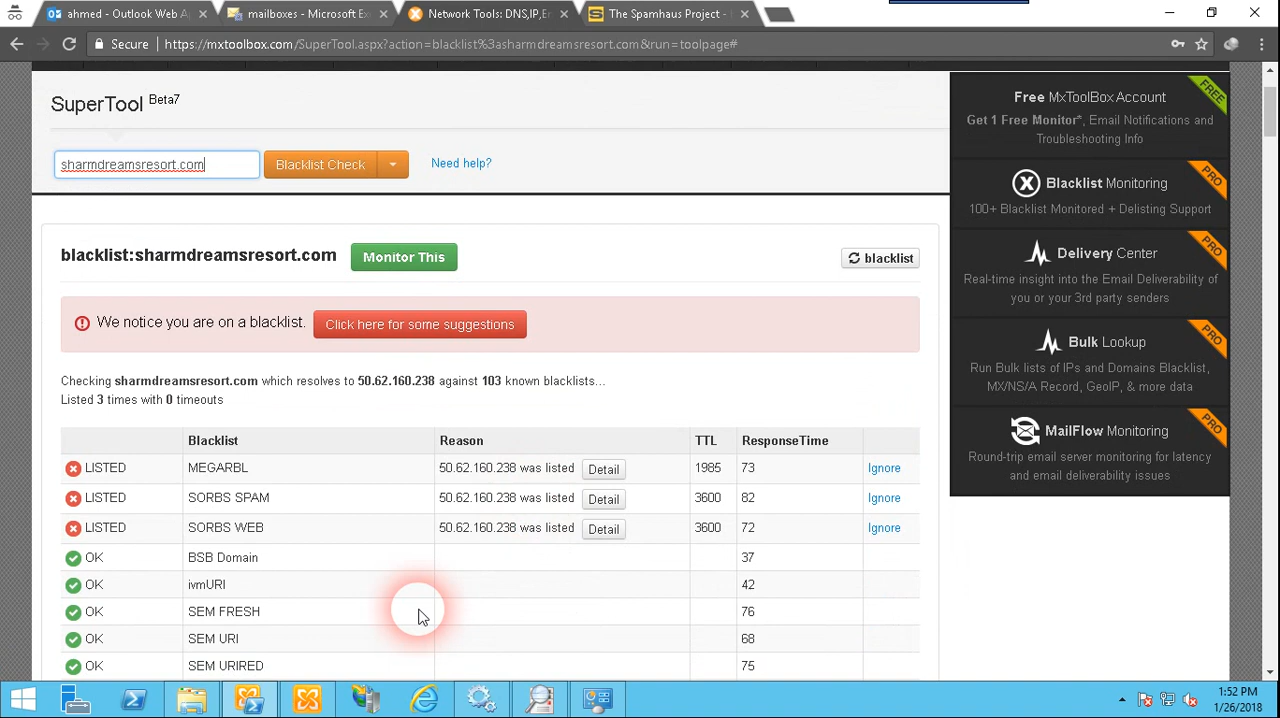 ahmed - Outlook Web A
mailboxes - Microsoft Ex
Network Tools: DNS,IP,Em
The Spamhaus Project -
Secure
https://mxtoolbox.com/SuperTool.aspx?action=blacklist%3asharmdreamsresort.com&run=toolpage#
SuperTool Beta7
sharmdreamsresort.com
Blacklist Check
Need help?
blacklist:sharmdreamsresort.com
Monitor This
blacklist
We notice you are on a blacklist.
Click here for some suggestions
Checking sharmdreamsresort.com which resolves to 50.62.160.238 against 103 known blacklists...
Listed 3 times with 0 timeouts
Blacklist Reason TTL ResponseTime
LISTED MEGARBL 50.62.160.238 was listed Detail 1985 73 Ignore
LISTED SORBS SPAM 50.62.160.238 was listed Detail 3600 82 Ignore
LISTED SORBS WEB 50.62.160.238 was listed Detail 3600 72 Ignore
OK BSB Domain 37
OK ivmURI 42
OK SEM FRESH 76
OK SEM URI 68
OK SEM URIRED 75
FREE
Free MxToolBox Account
Get 1 Free Monitor*, Email Notifications and
Troubleshooting Info
PRO
Blacklist Monitoring
100+ Blacklist Monitored + Delisting Support
PRO
Delivery Center
Real-time insight into the Email Deliverability of
you or your 3rd party senders
PRO
Bulk Lookup
Run Bulk lists of IPs and Domains Blacklist,
MX/NS/A Record, GeoIP, & more data
PRO
MailFlow Monitoring
Round-trip email server monitoring for latency
and email deliverability issues
1:52 PM
1/26/2018